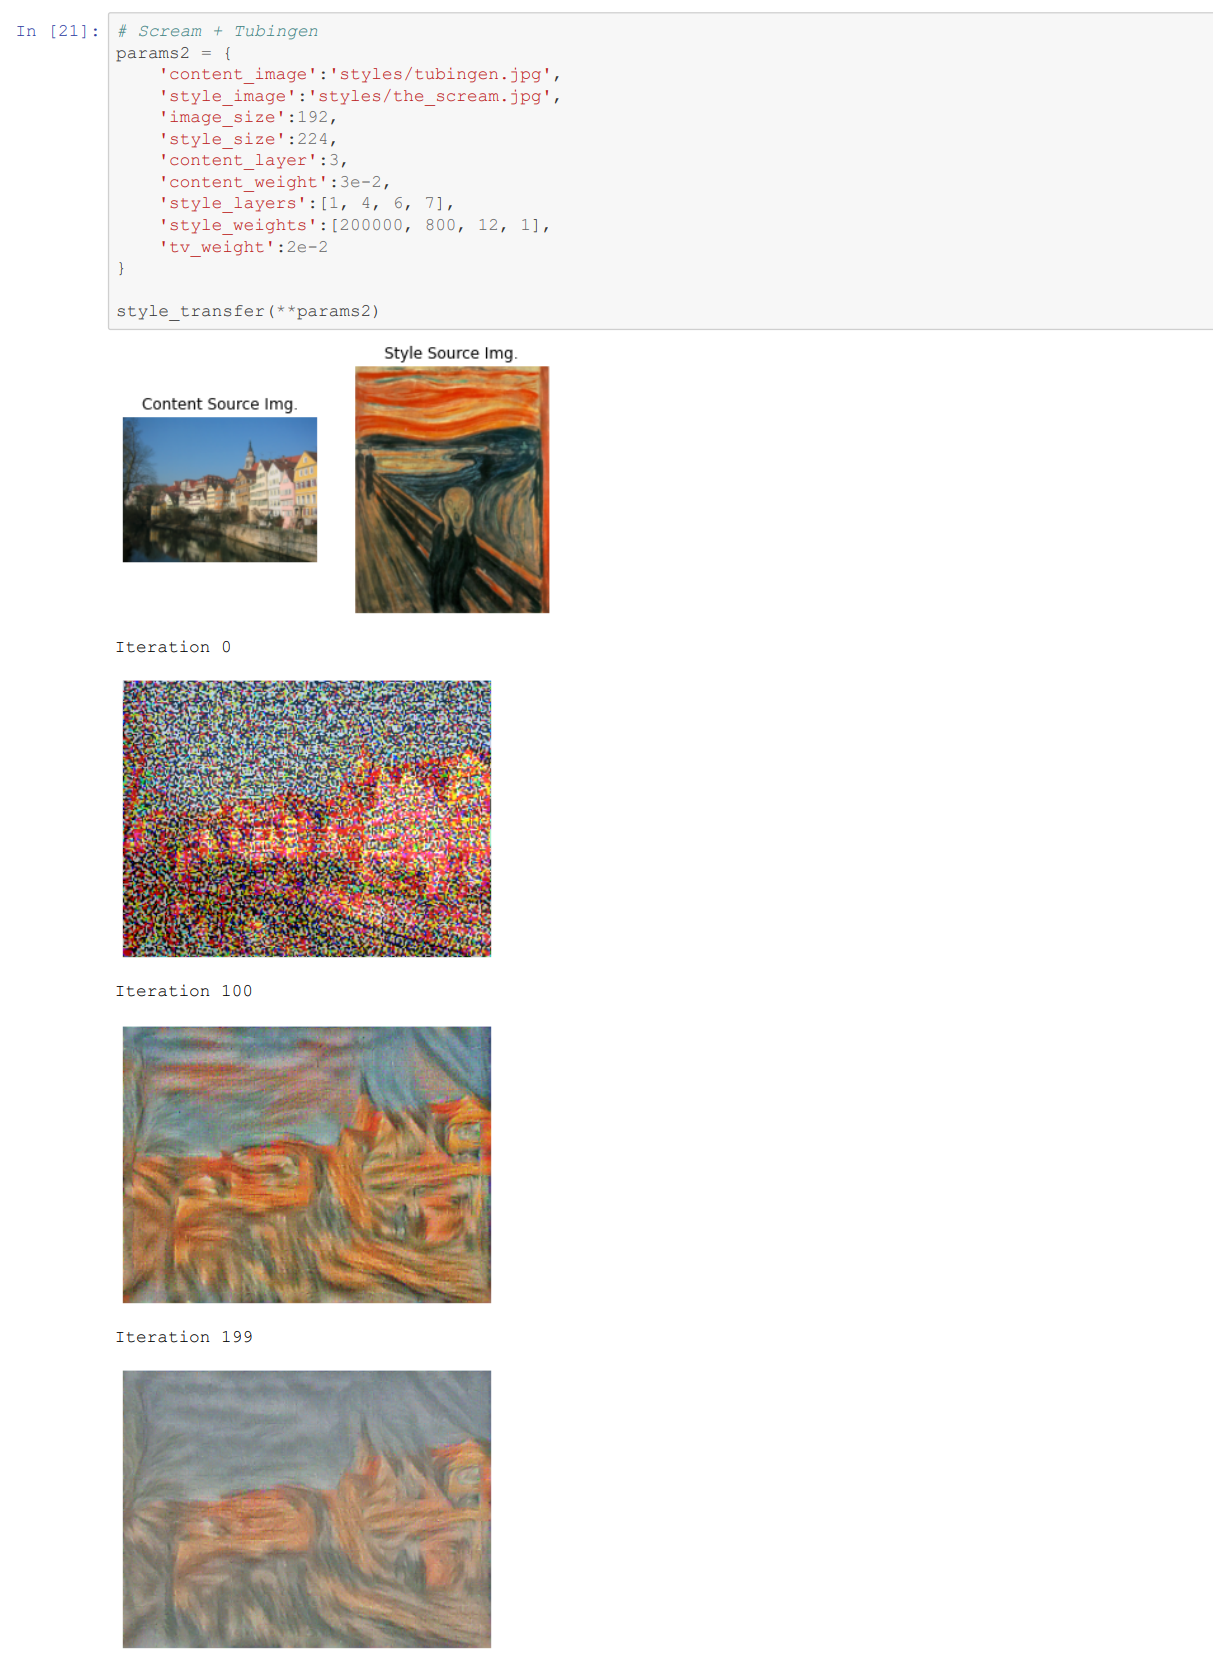 In [21]: # Scream + Tubingen
params2 = {
    'content_image':'styles/tubingen.jpg',
    'style_image':'styles/the_scream.jpg',
    'image_size':192,
    'style_size':224,
    'content_layer':3,
    'content_weight':3e-2,
    'style_layers':[1, 4, 6, 7],
    'style_weights':[200000, 800, 12, 1],
    'tv_weight':2e-2
}
style_transfer(**params2)
Style Source Img.
Content Source Img.
Iteration 0
Iteration 100
Iteration 199